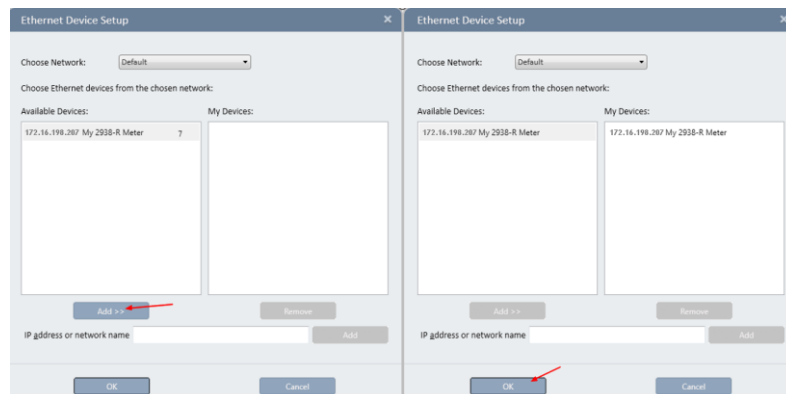 Ethernet Device Setup
Choose Network: Default
Choose Ethernet devices from the chosen network:
Available Devices: My Devices:
172.16.198.207 My 2938-R Meter ?
Add >> Remove
IP address or network name Add
OK Cancel
Ethernet Device Setup
Choose Network: Default
Choose Ethernet devices from the chosen network:
Available Devices: My Devices:
172.16.198.207 My 2938-R Meter 172.16.198.207 My 2938-R Meter
Add >> Remove
IP address or network name Add
OK Cancel